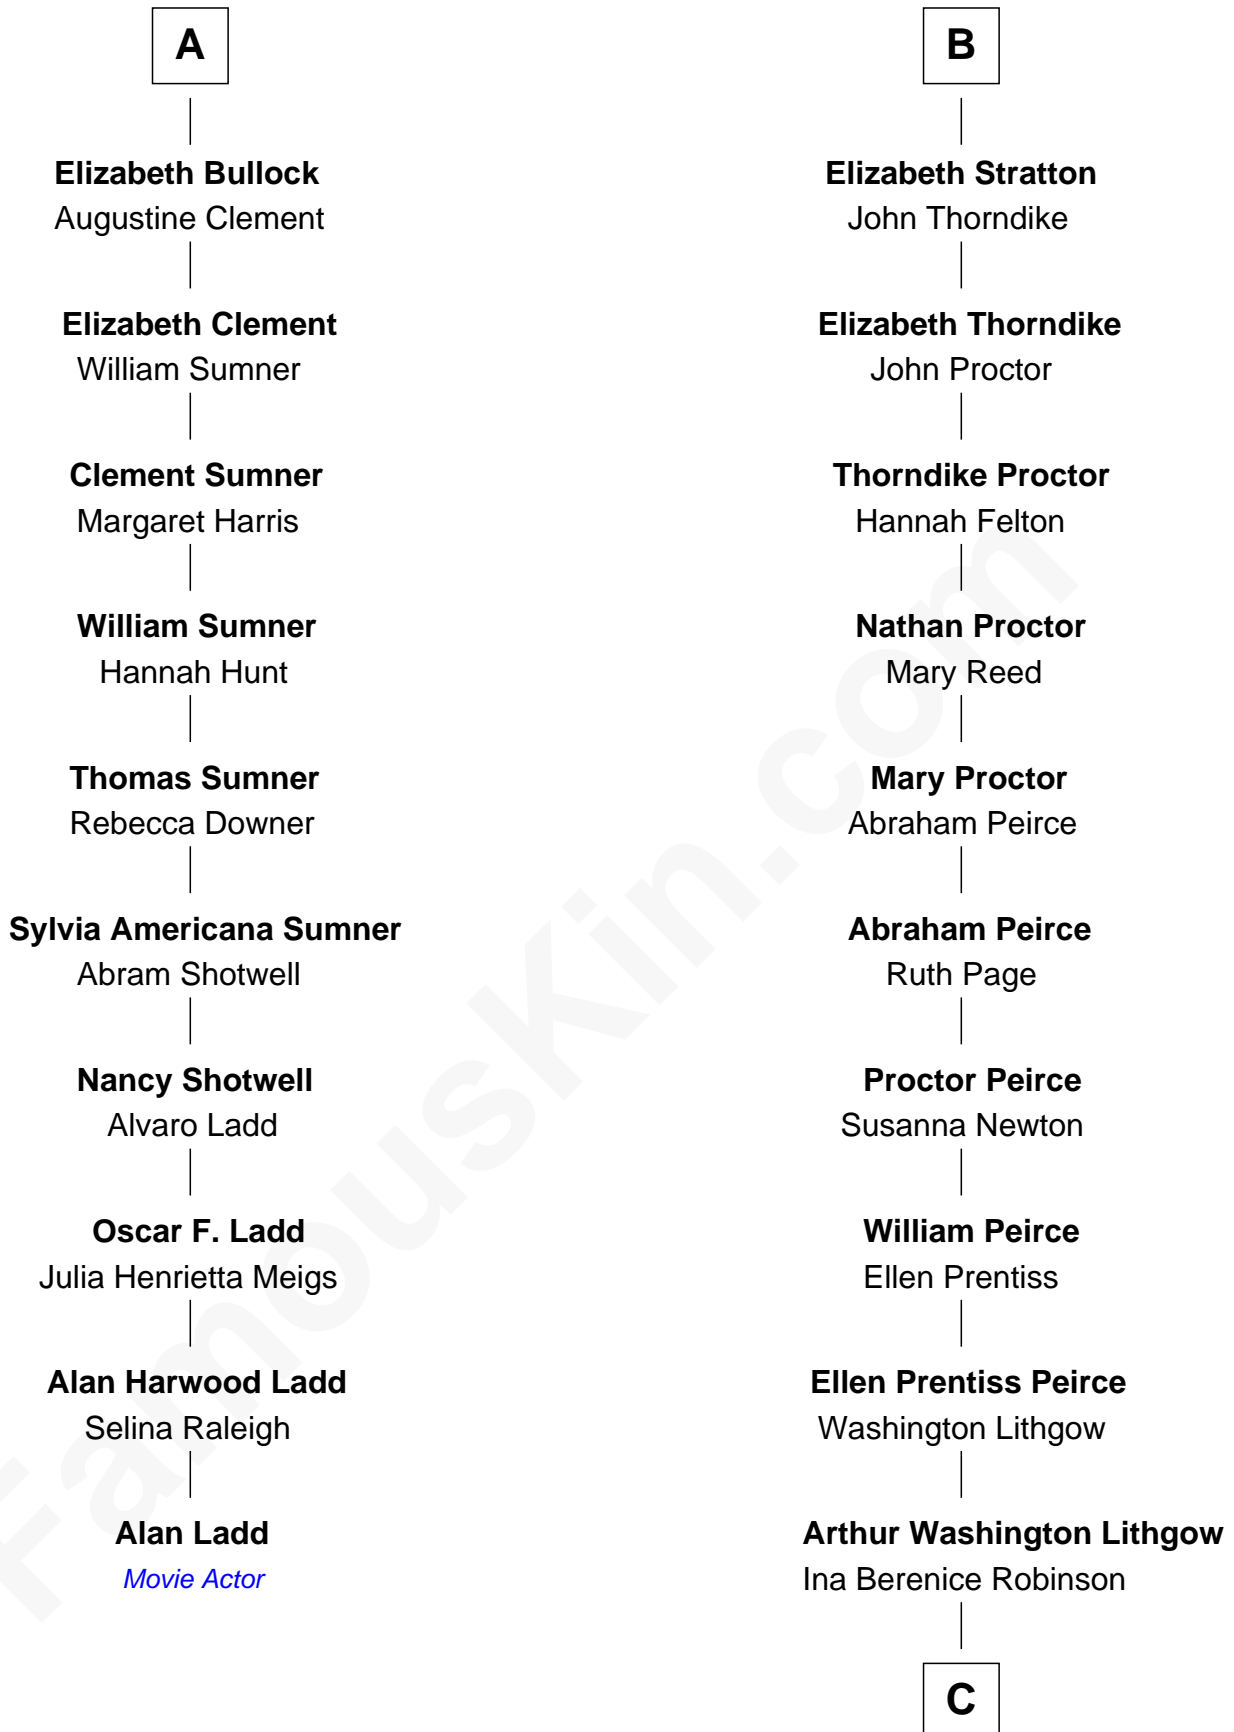 A
Elizabeth Bullock
Augustine Clement
Elizabeth Clement
William Sumner
Clement Sumner
Margaret Harris
William Sumner
Hannah Hunt
Thomas Sumner
Rebecca Downer
Sylvia Americana Sumner
Abram Shotwell
Nancy Shotwell
Alvaro Ladd
Oscar F. Ladd
Julia Henrietta Meigs
Alan Harwood Ladd
Selina Raleigh
Alan Ladd
Movie Actor
B
Elizabeth Stratton
John Thorndike
Elizabeth Thorndike
John Proctor
Thorndike Proctor
Hannah Felton
Nathan Proctor
Mary Reed
Mary Proctor
Abraham Peirce
Abraham Peirce
Ruth Page
Proctor Peirce
Susanna Newton
William Peirce
Ellen Prentiss
Ellen Prentiss Peirce
Washington Lithgow
Arthur Washington Lithgow
Ina Berenice Robinson
C
FamousKin.com